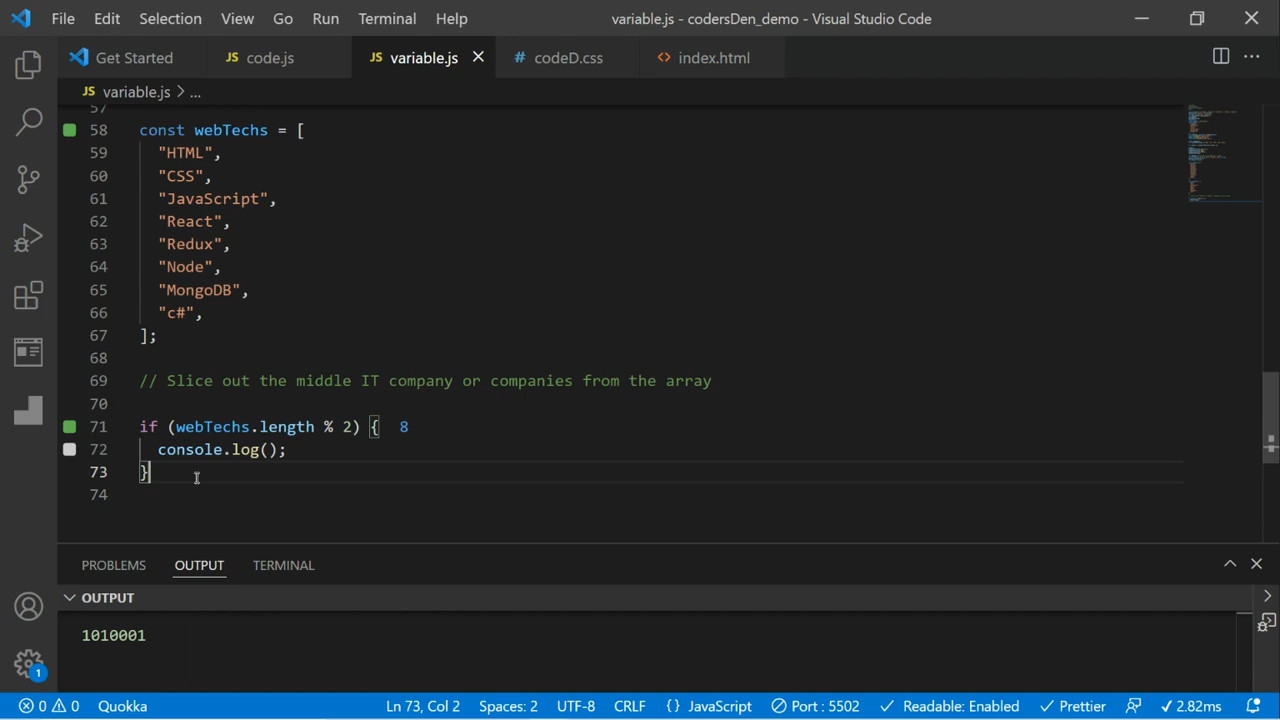 File Edit Selection View Go Run Terminal Help variable.js - codersDen_demo - Visual Studio Code
Get Started JS code.js JS variable.js # codeD.css <> index.html
JS variable.js > ...
57
58 const webTechs = [
59 "HTML",
60 "CSS",
61 "JavaScript",
62 "React",
63 "Redux",
64 "Node",
65 "MongoDB",
66 "c#",
67 ];
68
69 // Slice out the middle IT company or companies from the array
70
71 if (webTechs.length % 2) { 8
72 console.log();
73 }
74
PROBLEMS OUTPUT TERMINAL
OUTPUT
1010001
1
0 0 Quokka Ln 73, Col 2 Spaces: 2 UTF-8 CRLF {} JavaScript Port : 5502 Readable: Enabled Prettier 2.82ms